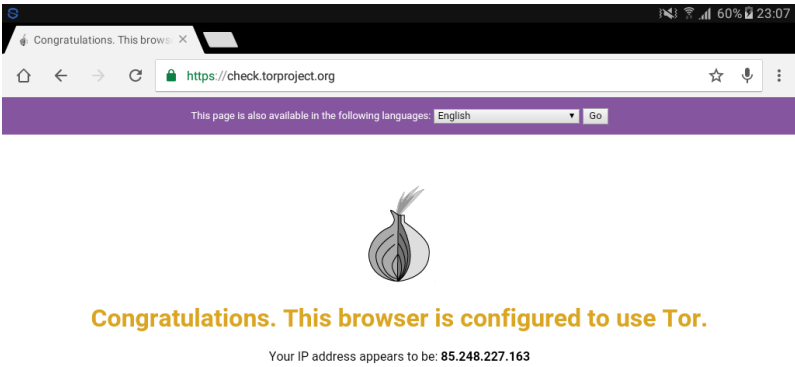 60% 23:07
Congratulations. This brows
https://check.torproject.org
This page is also available in the following languages: English Go
Congratulations. This browser is configured to use Tor.
Your IP address appears to be: 85.248.227.163